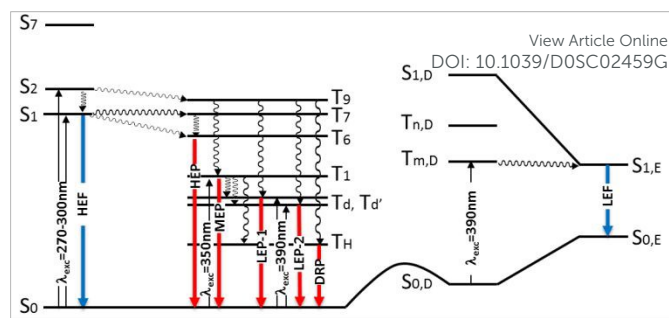 View Article Online
DOI: 10.1039/D0SC02459G
S7
S2
S1
S0
HEF
λexc=270-300nm
HEP
λexc=350nm
MEP
LEP-1
λexc=390nm
LEP-2
DRP
T9
T7
T6
T1
Td, Td'
TH
S1,D
Tn,D
Tm,D
S0,D
λexc=390nm
LEF
S1,E
S0,E